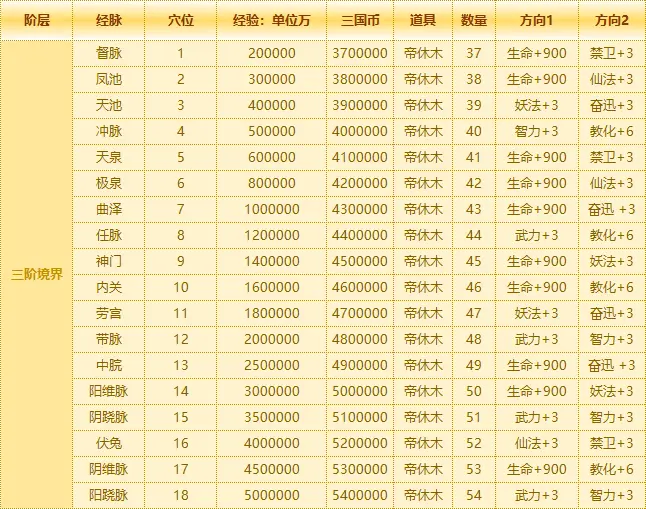 阶层 经脉 穴位 经验：单位万 三国币 道具 数量 方向1 方向2
督脉 1 200000 3700000 帝休木 37 生命+900 禁卫+3
凤池 2 300000 3800000 帝休木 38 生命+900 仙法+3
天池 3 400000 3900000 帝休木 39 妖法+3 奋迅+3
冲脉 4 500000 4000000 帝休木 40 智力+3 教化+6
天泉 5 600000 4100000 帝休木 41 生命+900 禁卫+3
极泉 6 800000 4200000 帝休木 42 生命+900 仙法+3
曲泽 7 1000000 4300000 帝休木 43 生命+900 奋迅 +3
任脉 8 1200000 4400000 帝休木 44 武力+3 教化+6
三阶境界 神门 9 1400000 4500000 帝休木 45 生命+900 妖法+3
内关 10 1600000 4600000 帝休木 46 生命+900 教化+6
劳宫 11 1800000 4700000 帝休木 47 妖法+3 奋迅+3
带脉 12 2000000 4800000 帝休木 48 武力+3 智力+3
中脘 13 2500000 4900000 帝休木 49 生命+900 奋迅 +3
阳维脉 14 3000000 5000000 帝休木 50 生命+900 妖法+3
阴跷脉 15 3500000 5100000 帝休木 51 武力+3 智力+3
伏兔 16 4000000 5200000 帝休木 52 仙法+3 禁卫+3
阴维脉 17 4500000 5300000 帝休木 53 生命+900 教化+6
阳跷脉 18 5000000 5400000 帝休木 54 武力+3 智力+3